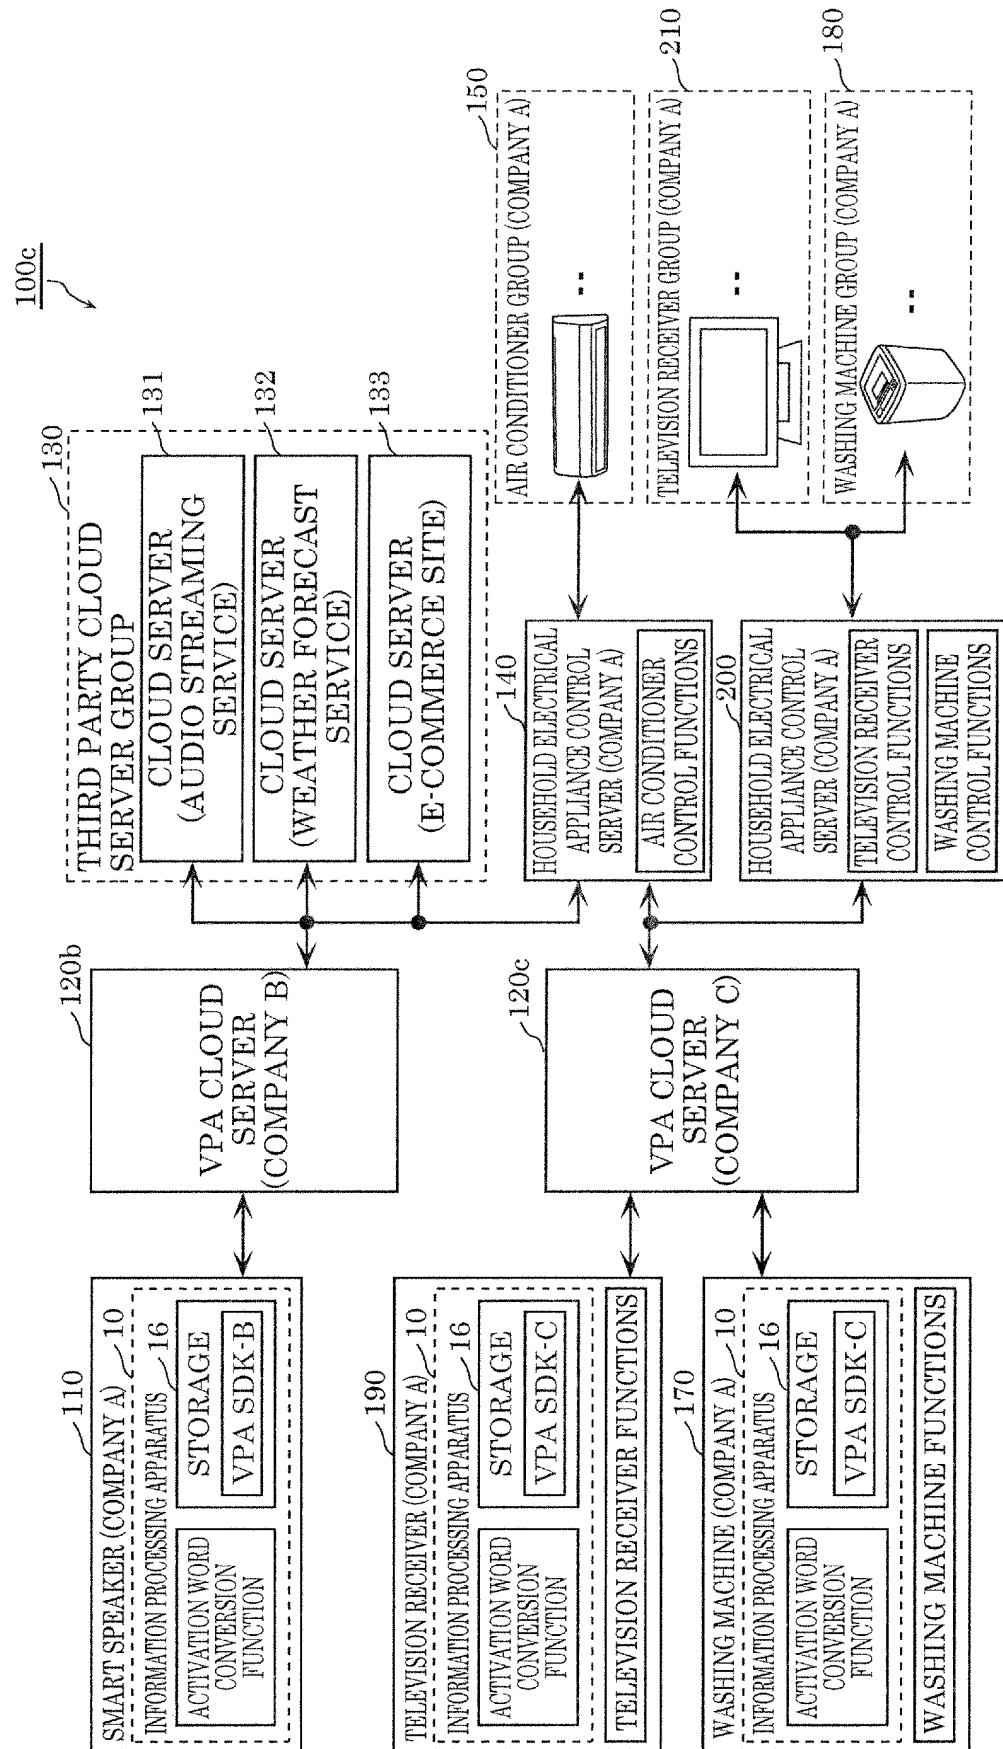 100c
110
SMART SPEAKER (COMPANY A)
10
INFORMATION PROCESSING APPARATUS
16
ACTIVATION WORD
CONVERSION
FUNCTION
STORAGE
VPA SDK-B
190
TELEVISION RECEIVER (COMPANY A)
10
INFORMATION PROCESSING APPARATUS
16
ACTIVATION WORD
CONVERSION
FUNCTION
STORAGE
VPA SDK-C
TELEVISION RECEIVER FUNCTIONS
170
WASHING MACHINE (COMPANY A)
10
INFORMATION PROCESSING APPARATUS
16
ACTIVATION WORD
CONVERSION
FUNCTION
STORAGE
VPA SDK-C
WASHING MACHINE FUNCTIONS
120b
VPA CLOUD
SERVER
(COMPANY B)
120c
VPA CLOUD
SERVER
(COMPANY C)
130
THIRD PARTY CLOUD
SERVER GROUP
131
CLOUD SERVER
(AUDIO STREAMING
SERVICE)
132
CLOUD SERVER
(WEATHER FORECAST
SERVICE)
133
CLOUD SERVER
(E-COMMERCE SITE)
140
HOUSEHOLD ELECTRICAL
APPLIANCE CONTROL
SERVER (COMPANY A)
AIR CONDITIONER
CONTROL FUNCTIONS
200
HOUSEHOLD ELECTRICAL
APPLIANCE CONTROL
SERVER (COMPANY A)
TELEVISION RECEIVER
CONTROL FUNCTIONS
WASHING MACHINE
CONTROL FUNCTIONS
150
AIR CONDITIONER GROUP (COMPANY A)
210
TELEVISION RECEIVER GROUP (COMPANY A)
180
WASHING MACHINE GROUP (COMPANY A)